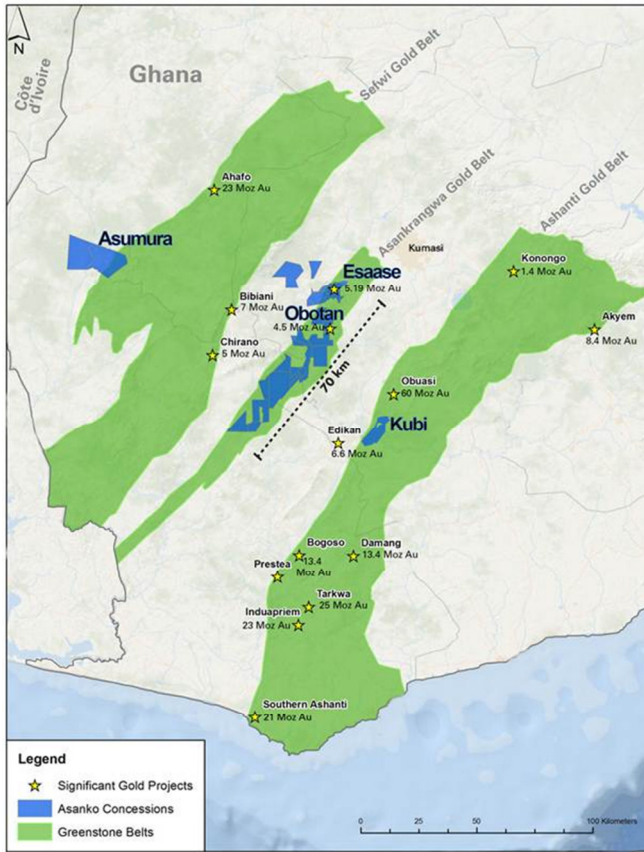 N
Côte
d'Ivoire
Ghana
Sefwi Gold Belt
Asankrangwa Gold Belt
Ashanti Gold Belt
Ahafo
23 Moz Au
Asumura
Kumasi
Konongo
1.4 Moz Au
Esaase
5.19 Moz Au
Bibiani
7 Moz Au
Obotan
4.5 Moz Au
Akyem
8.4 Moz Au
Chirano
5 Moz Au
70 km
Obuasi
60 Moz Au
Kubi
Edikan
6.6 Moz Au
Bogoso
13.4
Moz Au
Damang
13.4 Moz Au
Prestea
Tarkwa
25 Moz Au
Induapriem
23 Moz Au
Southern Ashanti
21 Moz Au
Legend
Significant Gold Projects
Asanko Concessions
Greenstone Belts
0
25
50
100 Kilometers